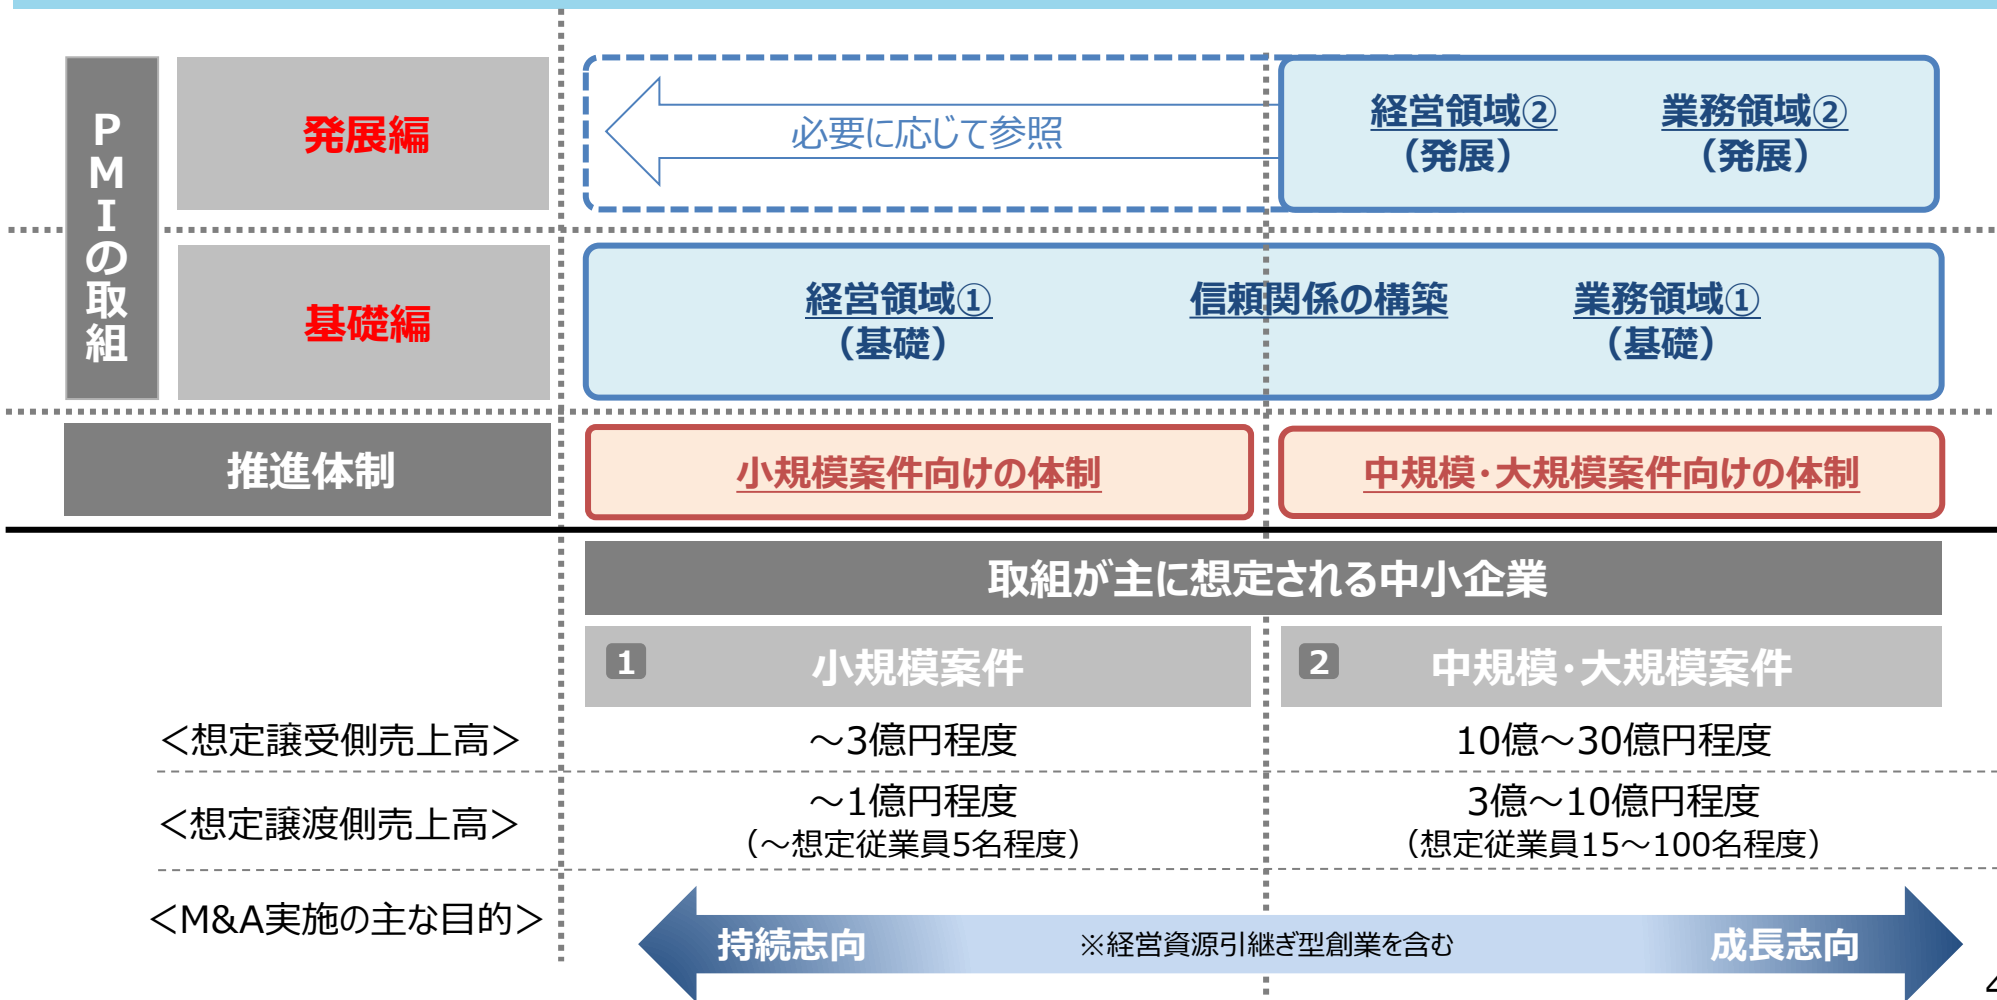 PMIの取組
発展編
必要に応じて参照
経営領域② 業務領域②
（発展） （発展）
基礎編
経営領域① 信頼関係の構築 業務領域①
（基礎） （基礎）
推進体制
小規模案件向けの体制
中規模・大規模案件向けの体制
取組が主に想定される中小企業
1 小規模案件
2 中規模・大規模案件
＜想定譲受側売上高＞
～3億円程度
10億～30億円程度
＜想定譲渡側売上高＞
～1億円程度
（～想定従業員5名程度）
3億～10億円程度
（想定従業員15～100名程度）
＜M&A実施の主な目的＞
持続志向 ※経営資源引継ぎ型創業を含む 成長志向